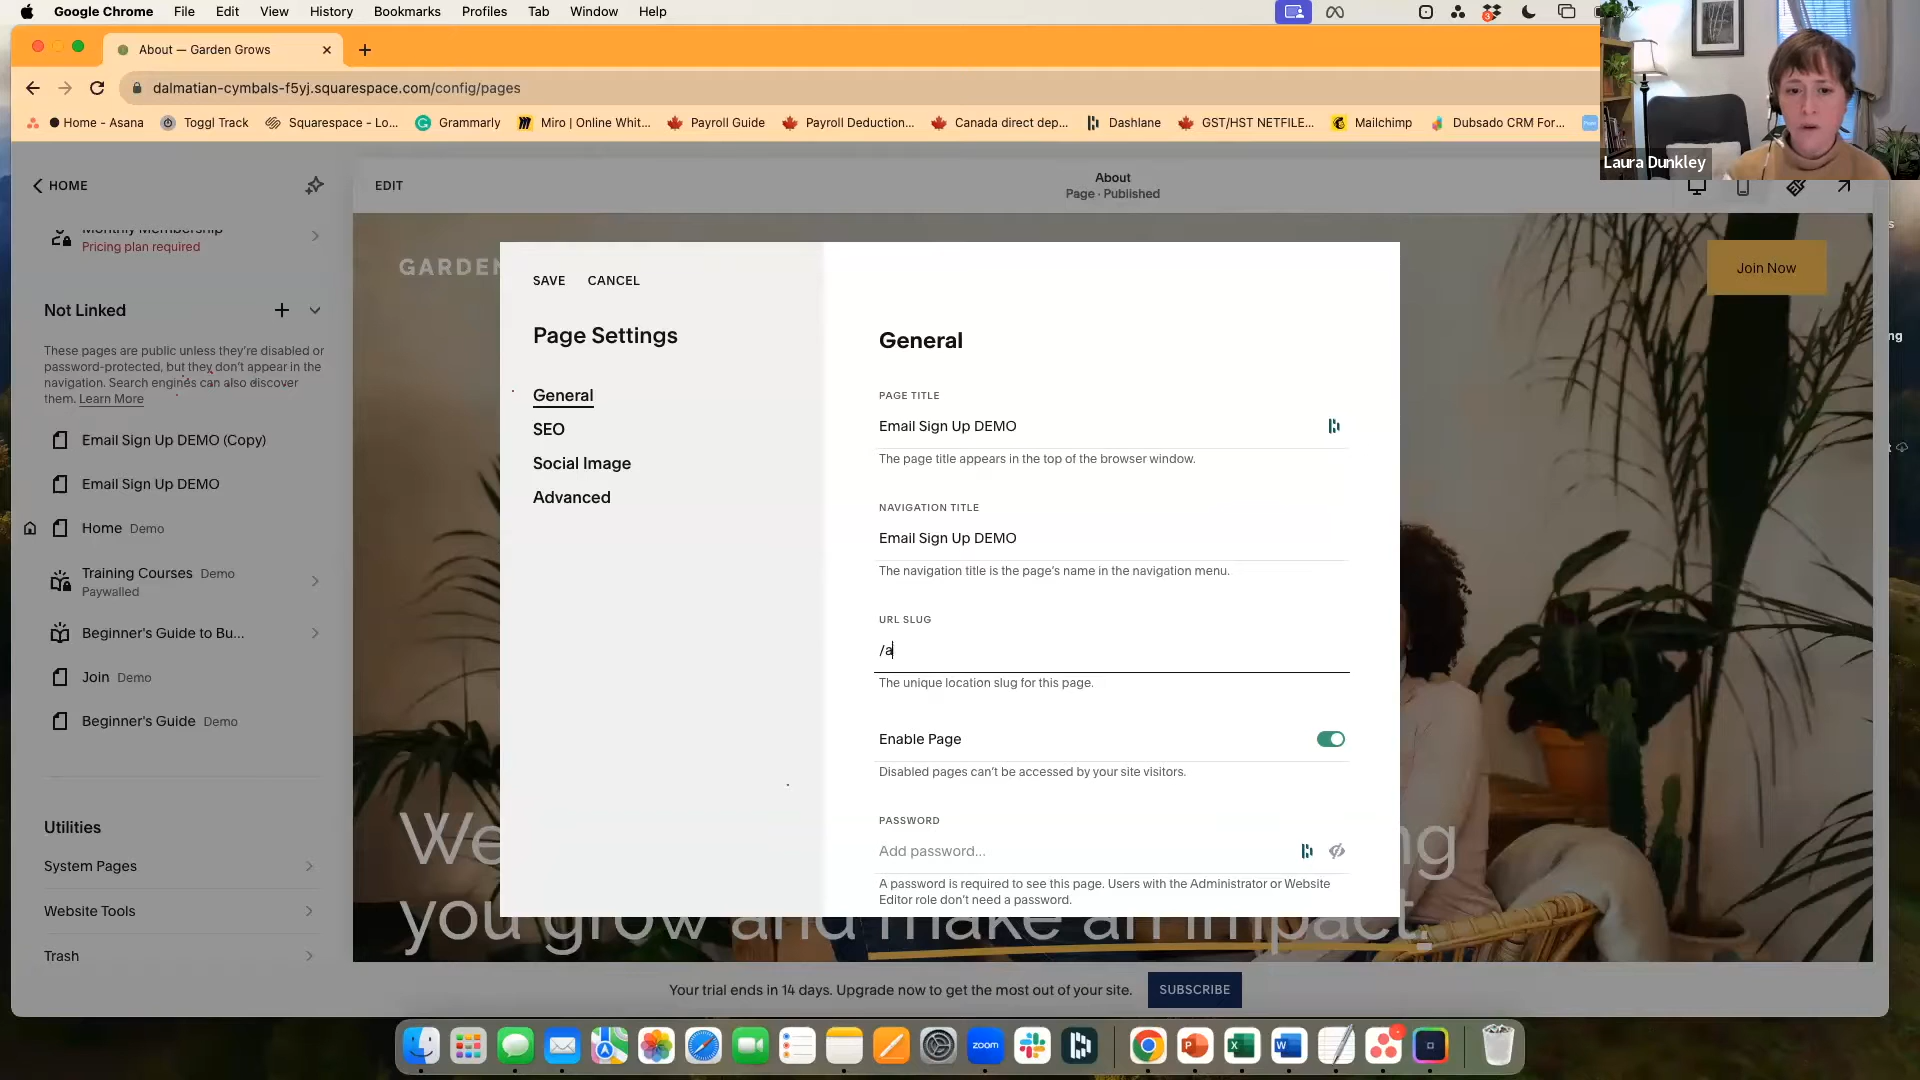 Google Chrome File Edit View History Bookmarks Profiles Tab Window Help
About — Garden Grows
dalmatian-cymbals-f5yj.squarespace.com/config/pages
Home - Asana Toggl Track Squarespace - Lo... Grammarly Miro | Online Whit... Payroll Guide Payroll Deduction... Canada direct dep... Dashlane GST/HST NETFILE... Mailchimp Dubsado CRM For...
Laura Dunkley
HOME
EDIT
About
Page · Published
Monthly Membership
Pricing plan required
Not Linked
These pages are public unless they're disabled or
password-protected, but they don't appear in the
navigation. Search engines can also discover
them. Learn More
Email Sign Up DEMO (Copy)
Email Sign Up DEMO
Home Demo
Training Courses Demo
Paywalled
Beginner's Guide to Bu...
Join Demo
Beginner's Guide Demo
Utilities
System Pages
Website Tools
Trash
GARDEN
Join Now
SAVE CANCEL
Page Settings
General
SEO
Social Image
Advanced
General
PAGE TITLE
Email Sign Up DEMO
The page title appears in the top of the browser window.
NAVIGATION TITLE
Email Sign Up DEMO
The navigation title is the page's name in the navigation menu.
URL SLUG
/a
The unique location slug for this page.
Enable Page
Disabled pages can't be accessed by your site visitors.
PASSWORD
Add password...
A password is required to see this page. Users with the Administrator or Website
Editor role don't need a password.
We ng
you grow and make an impact.
Your trial ends in 14 days. Upgrade now to get the most out of your site. SUBSCRIBE
zoom